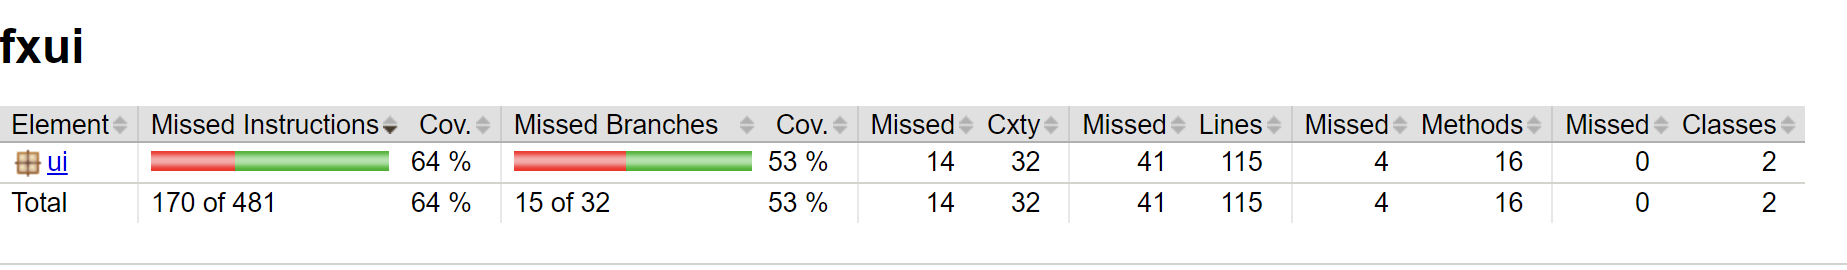 fxui
Element Missed Instructions Cov. Missed Branches Cov. Missed Cxty Missed Lines Missed Methods Missed Classes
ui 64 % 53 % 14 32 41 115 4 16 0 2
Total 170 of 481 64 % 15 of 32 53 % 14 32 41 115 4 16 0 2